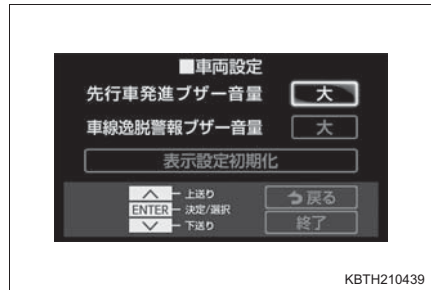 ■車両設定
先行車発進ブザー音量 大
車線逸脱警報ブザー音量 大
表示設定初期化
上送り
ENTER 決定/選択
下送り
戻る
終了
KBTH210439